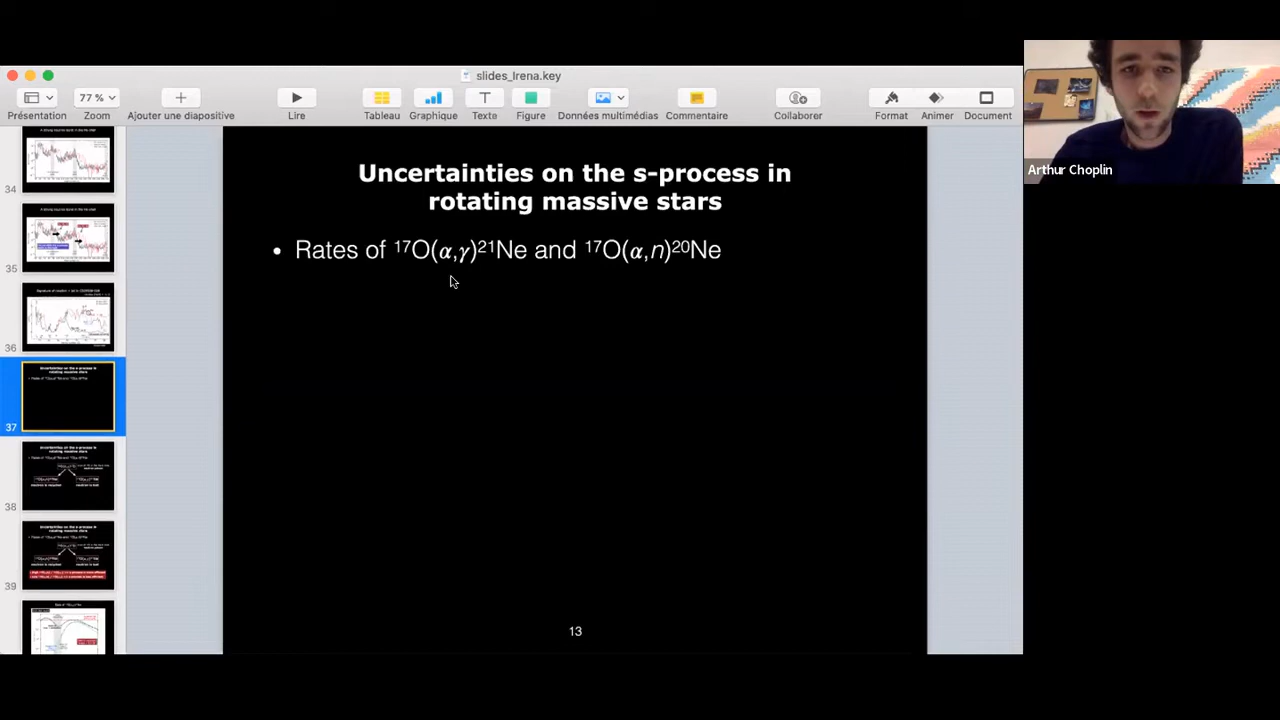 slides_Irena.key
77 %
Présentation
Zoom
Ajouter une diapositive
Lire
Tableau
Graphique
Texte
Figure
Données multimédias
Commentaire
Collaborer
Format
Animer
Document
Arthur Choplin
34
35
36
37
38
39
Uncertainties on the s-process in
rotating massive stars
• Rates of ¹⁷O(α,γ)²¹Ne and ¹⁷O(α,n)²⁰Ne
13